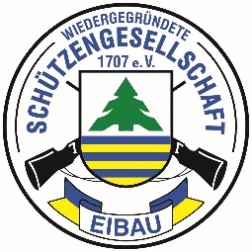 WIEDERGEGRÜNDETE
SCHÜTZENGESELLSCHAFT
1707 e.V.
EIBAU